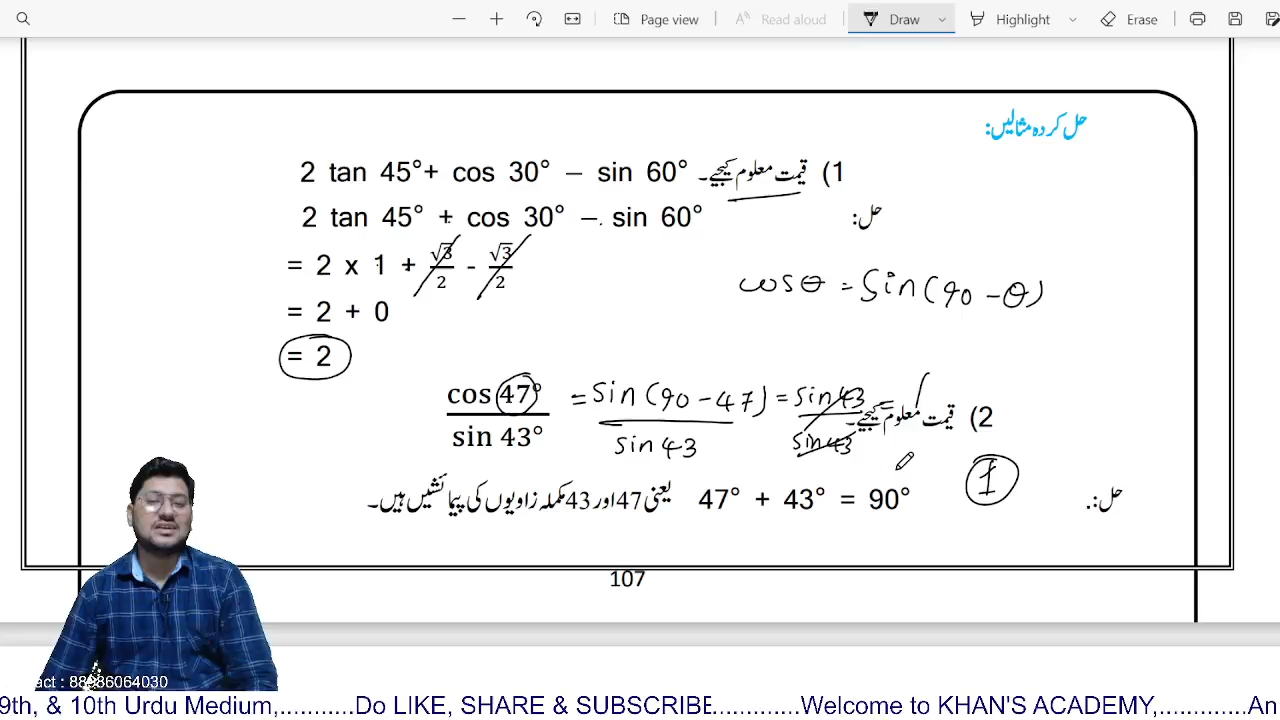 Page view
Read aloud
Draw
Highlight
Erase
حل کردہ مثالیں:
1) قیمت معلوم کیجیے۔ 2 tan 45°+ cos 30° − sin 60°
حل: 2 tan 45° + cos 30° − sin 60°
= 2 x 1 + √3/2 - √3/2
cosθ = Sin(90 - θ)
= 2 + 0
= 2
2) قیمت معلوم کیجیے۔ cos 47°/sin 43° = Sin(90 - 47)/Sin 43 = Sin 43/Sin 43 =
1
حل:. 47° + 43° = 90° یعنی 47 اور 43 مکملہ زاویوں کی پیمائشیں ہیں۔
107
act : 88986064030
9th, & 10th Urdu Medium,...........Do LIKE, SHARE & SUBSCRIBE.............Welcome to KHAN'S ACADEMY,.............An